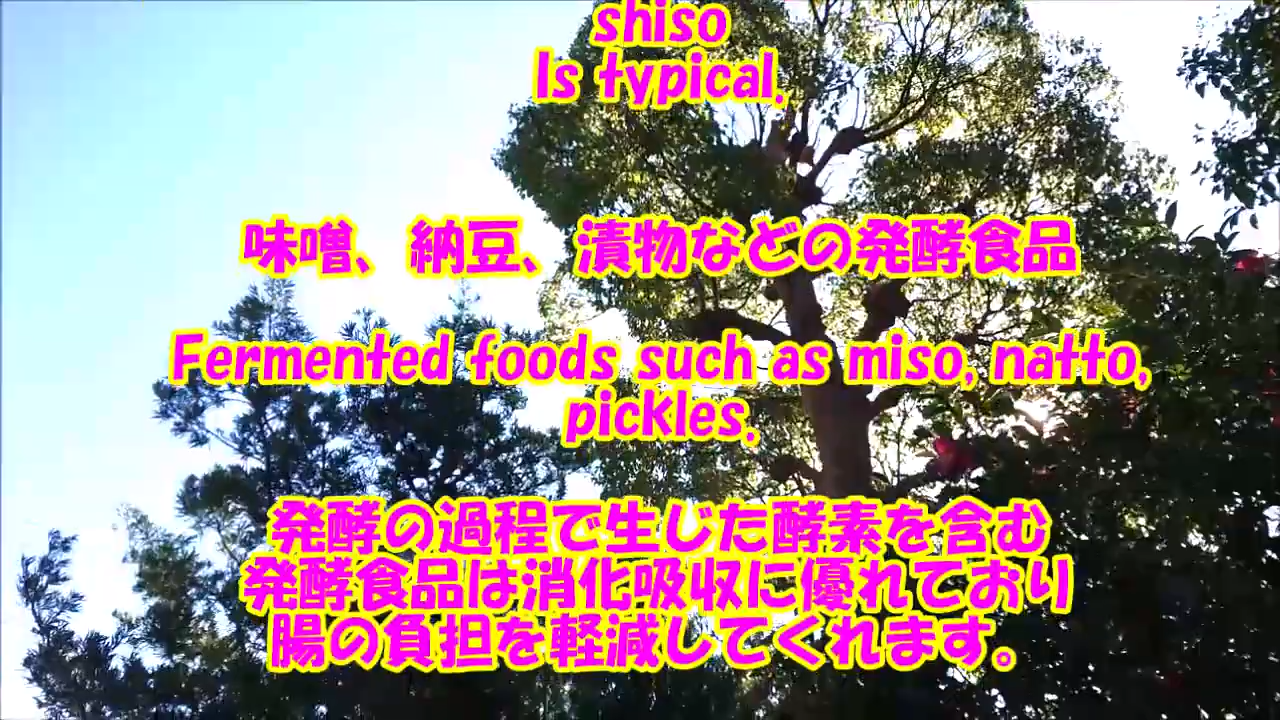 shiso
Is typical.
味噌、納豆、漬物などの発酵食品
Fermented foods such as miso, natto,
pickles.
発酵の過程で生じた酵素を含む
発酵食品は消化吸収に優れており
腸の負担を軽減してくれます。